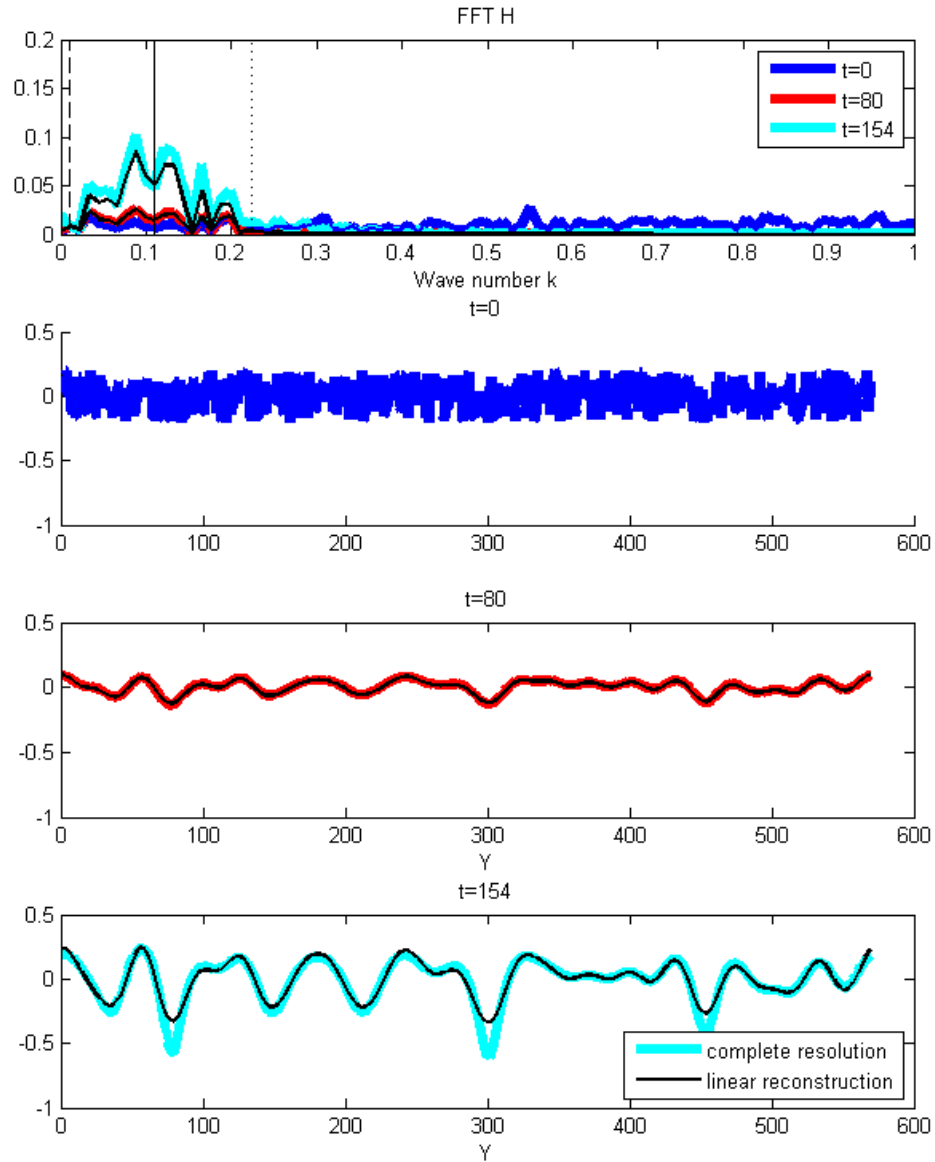 FFT H
0.2
0.15
0.1
0.05
0
t=0
t=80
t=154
0 0.1 0.2 0.3 0.4 0.5 0.6 0.7 0.8 0.9 1
Wave number k
t=0
0.5
0
-0.5
-1
0 100 200 300 400 500 600
t=80
0.5
0
-0.5
-1
0 100 200 300 400 500 600
Y
t=154
0.5
0
-0.5
-1
complete resolution
linear reconstruction
0 100 200 300 400 500 600
Y